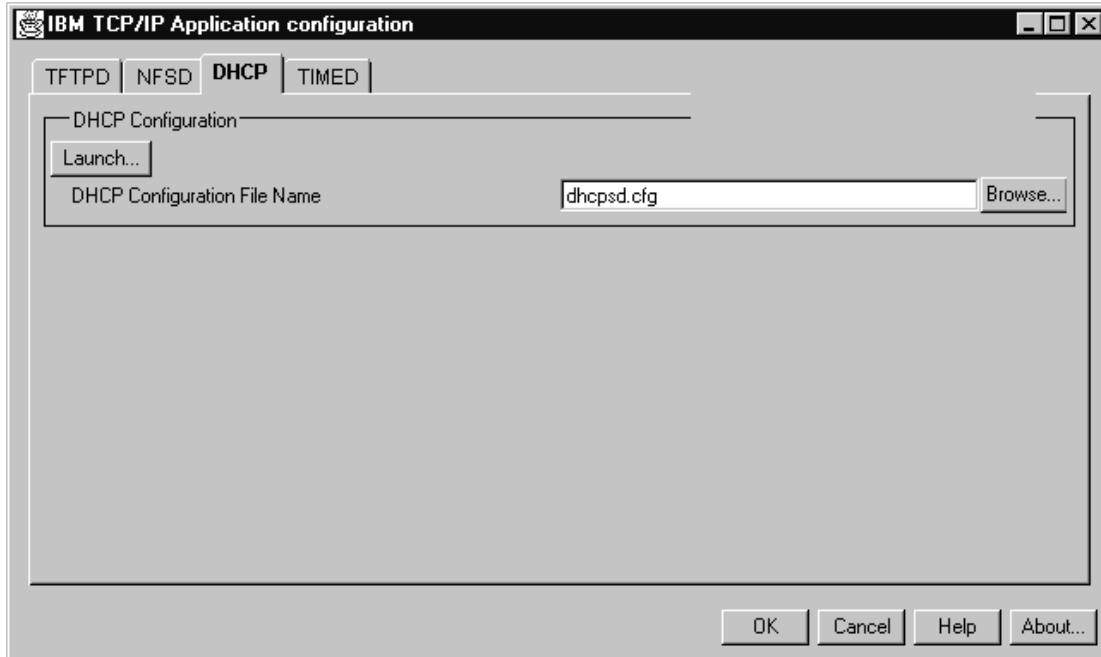 IBM TCP/IP Application configuration
TFTPD NFSD DHCP TIMED
DHCP Configuration
Launch...
DHCP Configuration File Name dhcpsd.cfg Browse...
OK Cancel Help About...